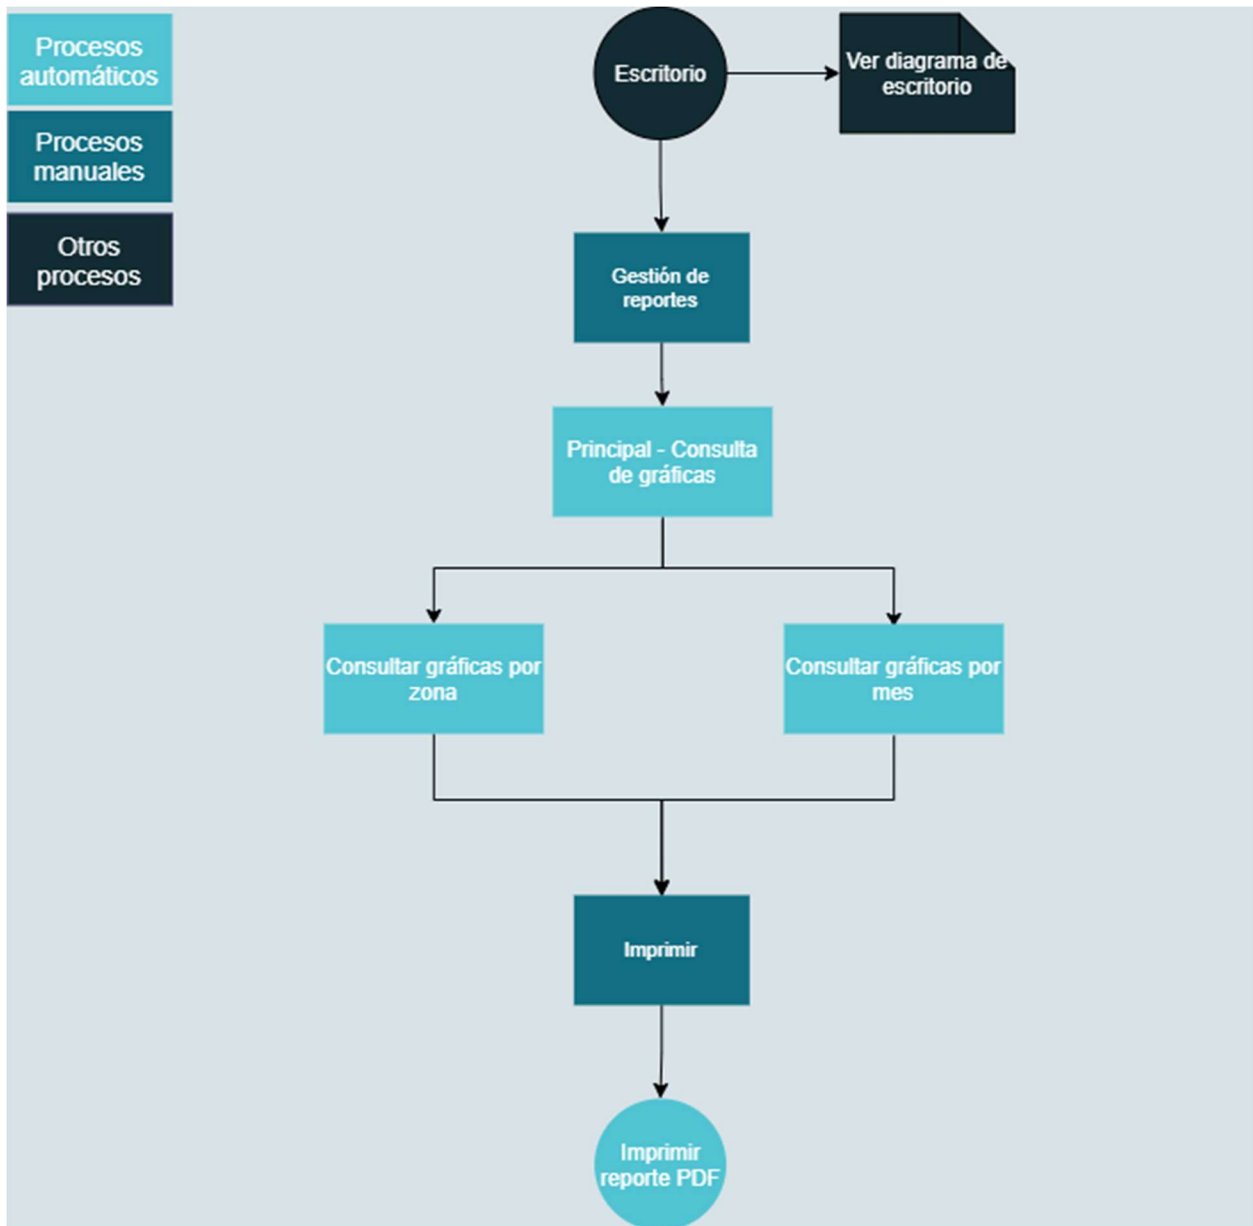 Procesos
automáticos
Procesos
manuales
Otros
procesos
Escritorio
Ver diagrama de
escritorio
Gestión de
reportes
Principal - Consulta
de gráficas
Consultar gráficas por
zona
Consultar gráficas por
mes
Imprimir
Imprimir
reporte PDF